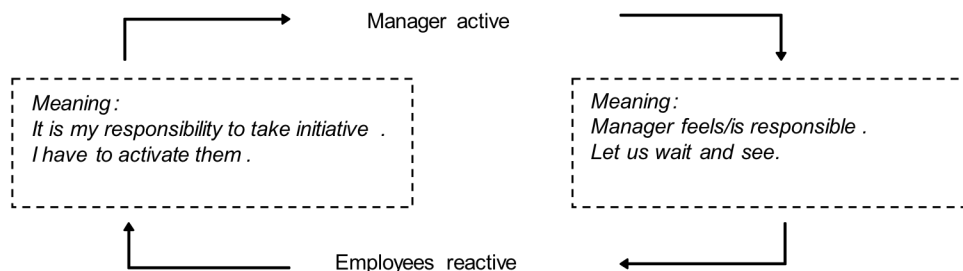 Manager active
Meaning:
It is my responsibility to take initiative .
I have to activate them .
Meaning:
Manager feels/is responsible .
Let us wait and see.
Employees reactive